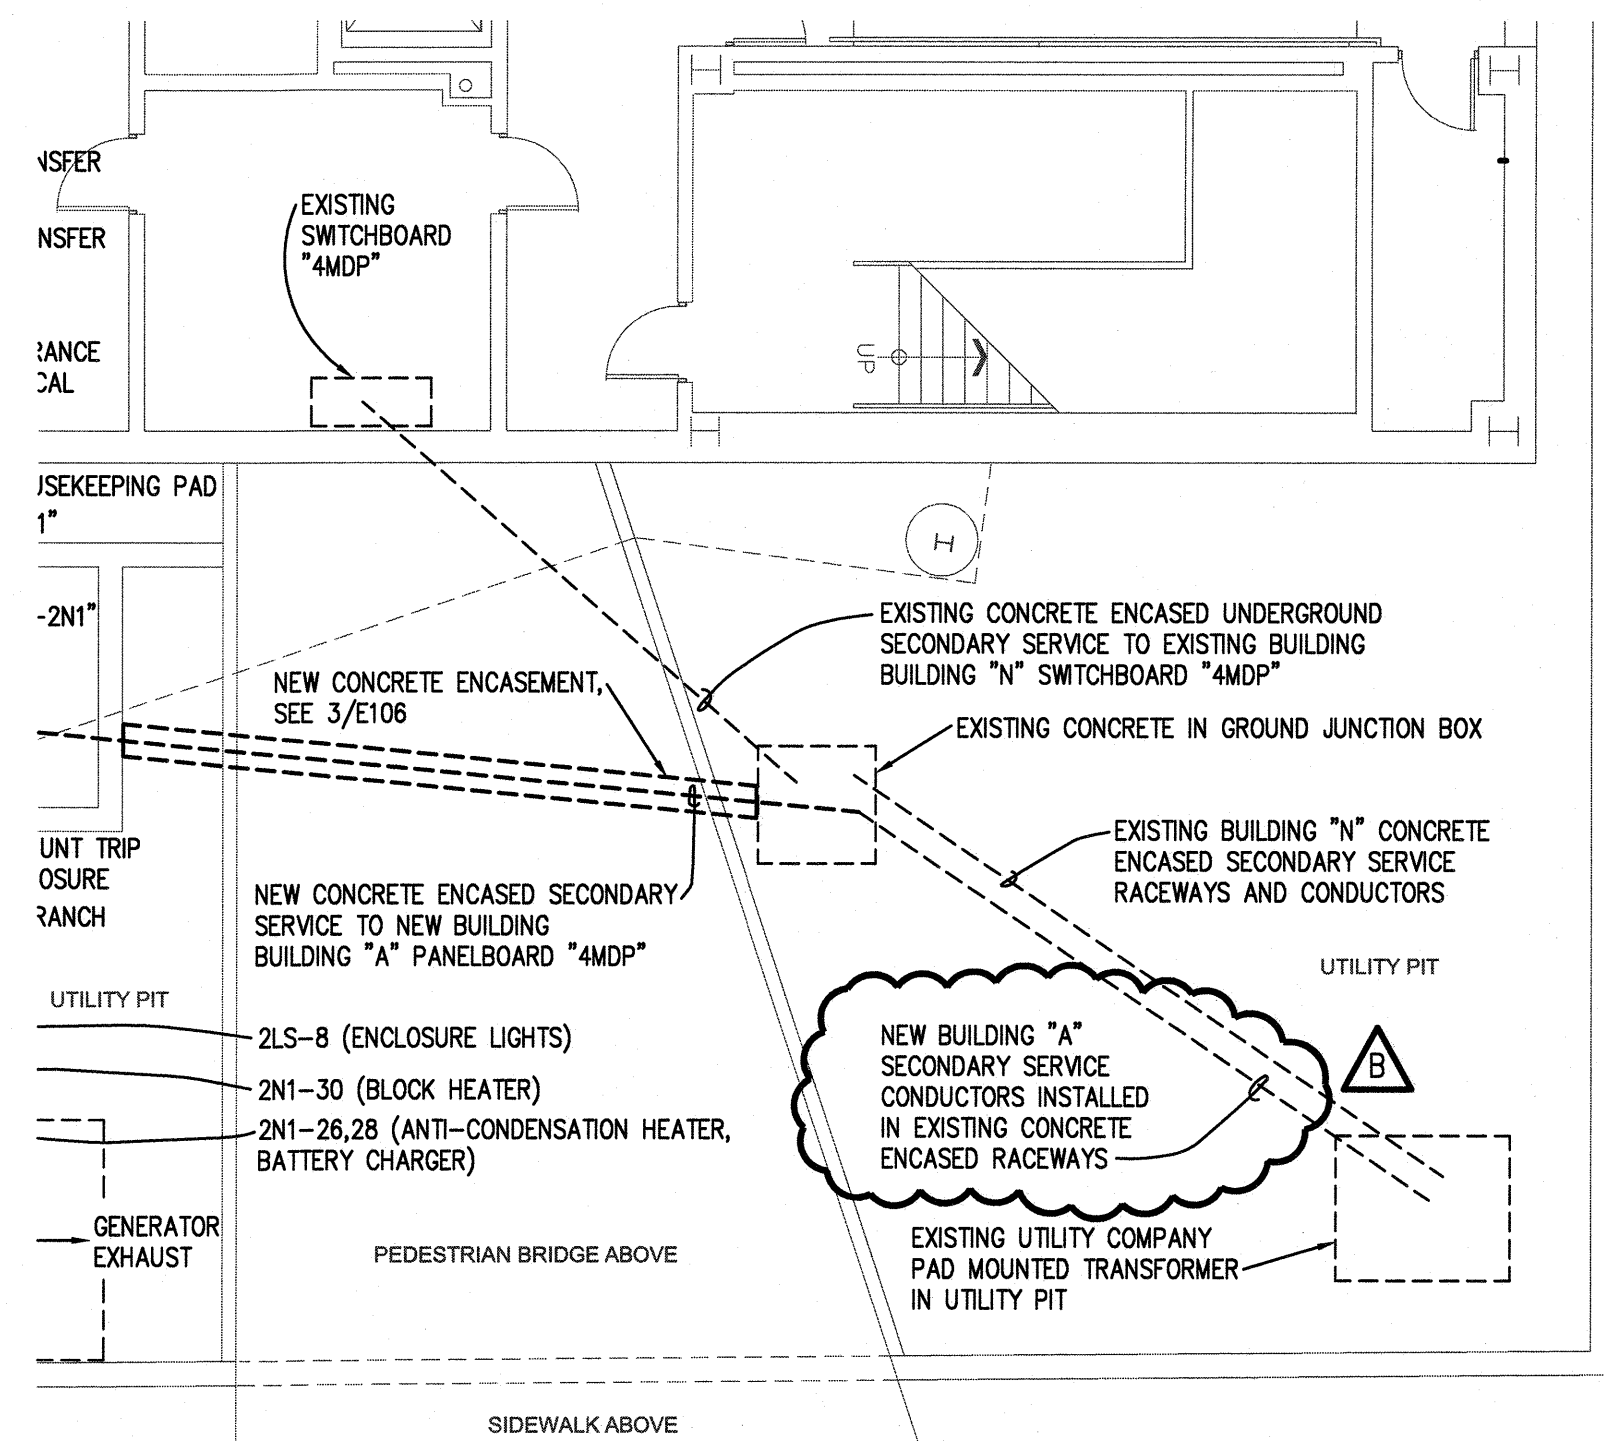 NSFER
NSFER
EXISTING
SWITCHBOARD
"4MDP"
RANCE
CAL
UP
USEKEEPING PAD
1"
H
-2N1"
EXISTING CONCRETE ENCASED UNDERGROUND
SECONDARY SERVICE TO EXISTING BUILDING
BUILDING "N" SWITCHBOARD "4MDP"
NEW CONCRETE ENCASEMENT,
SEE 3/E106
EXISTING CONCRETE IN GROUND JUNCTION BOX
EXISTING BUILDING "N" CONCRETE
ENCASED SECONDARY SERVICE
RACEWAYS AND CONDUCTORS
UNT TRIP
OSURE
RANCH
NEW CONCRETE ENCASED SECONDARY
SERVICE TO NEW BUILDING
BUILDING "A" PANELBOARD "4MDP"
UTILITY PIT
UTILITY PIT
2LS-8 (ENCLOSURE LIGHTS)
2N1-30 (BLOCK HEATER)
2N1-26,28 (ANTI-CONDENSATION HEATER,
BATTERY CHARGER)
NEW BUILDING "A"
SECONDARY SERVICE
CONDUCTORS INSTALLED
IN EXISTING CONCRETE
ENCASED RACEWAYS
B
GENERATOR
EXHAUST
PEDESTRIAN BRIDGE ABOVE
EXISTING UTILITY COMPANY
PAD MOUNTED TRANSFORMER
IN UTILITY PIT
SIDEWALK ABOVE